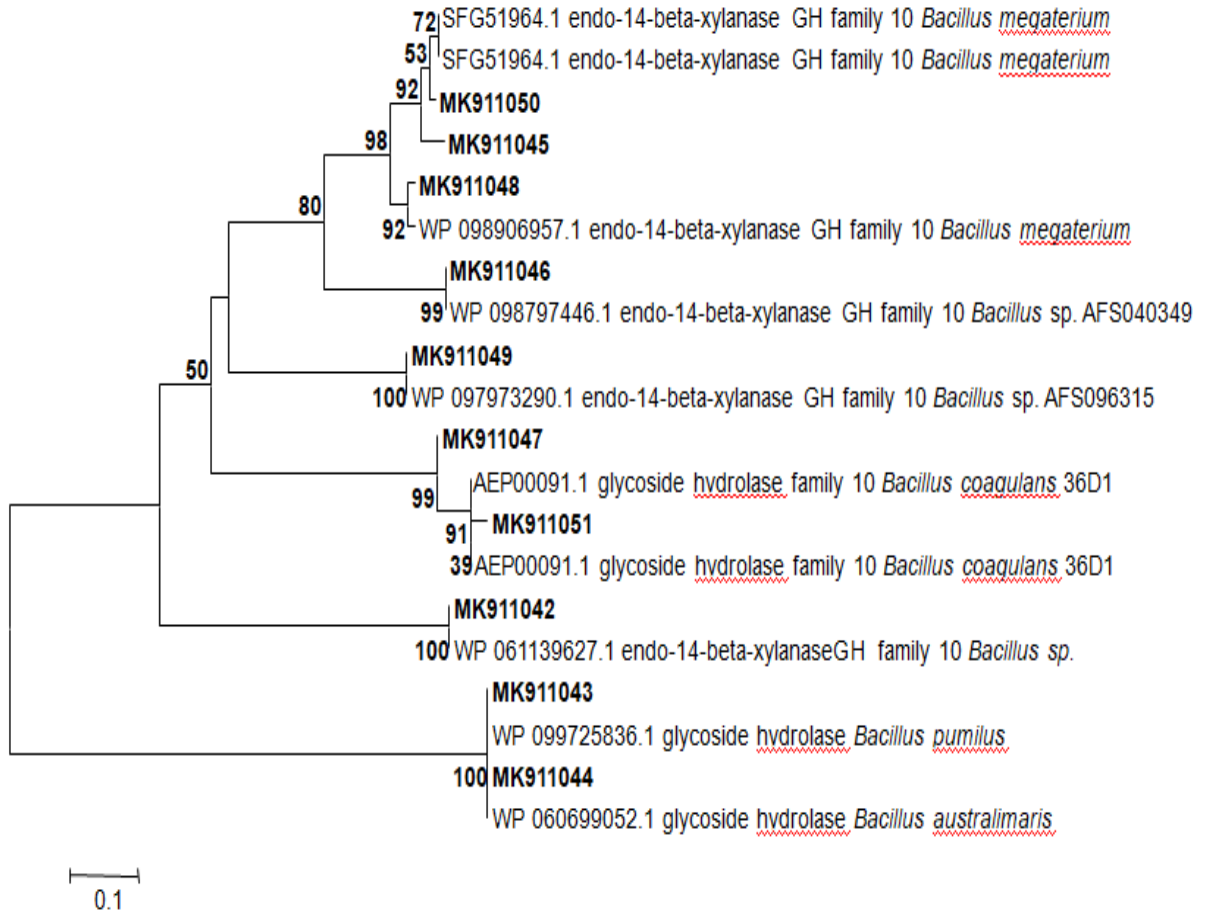 72 SFG51964.1 endo-14-beta-xylanase GH family 10 Bacillus megaterium
53 SFG51964.1 endo-14-beta-xylanase GH family 10 Bacillus megaterium
92 MK911050
98 MK911045
MK911048
80
92 WP 098906957.1 endo-14-beta-xylanase GH family 10 Bacillus megaterium
MK911046
99 WP 098797446.1 endo-14-beta-xylanase GH family 10 Bacillus sp. AFS040349
MK911049
50
100 WP 097973290.1 endo-14-beta-xylanase GH family 10 Bacillus sp. AFS096315
MK911047
99 AEP00091.1 glycoside hydrolase family 10 Bacillus coagulans 36D1
91 MK911051
39 AEP00091.1 glycoside hydrolase family 10 Bacillus coagulans 36D1
MK911042
100 WP 061139627.1 endo-14-beta-xylanaseGH family 10 Bacillus sp.
MK911043
WP 099725836.1 glycoside hydrolase Bacillus pumilus
100 MK911044
WP 060699052.1 glycoside hydrolase Bacillus australimaris
0.1